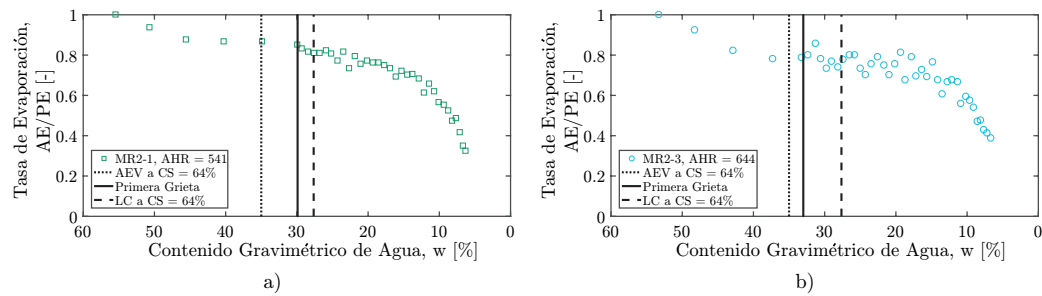 Tasa de Evaporación,
AE/PE [-]
1
0.8
0.6
0.4
0.2
0
MR2-1, AHR = 541
AEV a CS = 64%
Primera Grieta
LC a CS = 64%
60 50 40 30 20 10 0
Contenido Gravimétrico de Agua, w [%]
a)
Tasa de Evaporación,
AE/PE [-]
1
0.8
0.6
0.4
0.2
0
MR2-3, AHR = 644
AEV a CS = 64%
Primera Grieta
LC a CS = 64%
60 50 40 30 20 10 0
Contenido Gravimétrico de Agua, w [%]
b)